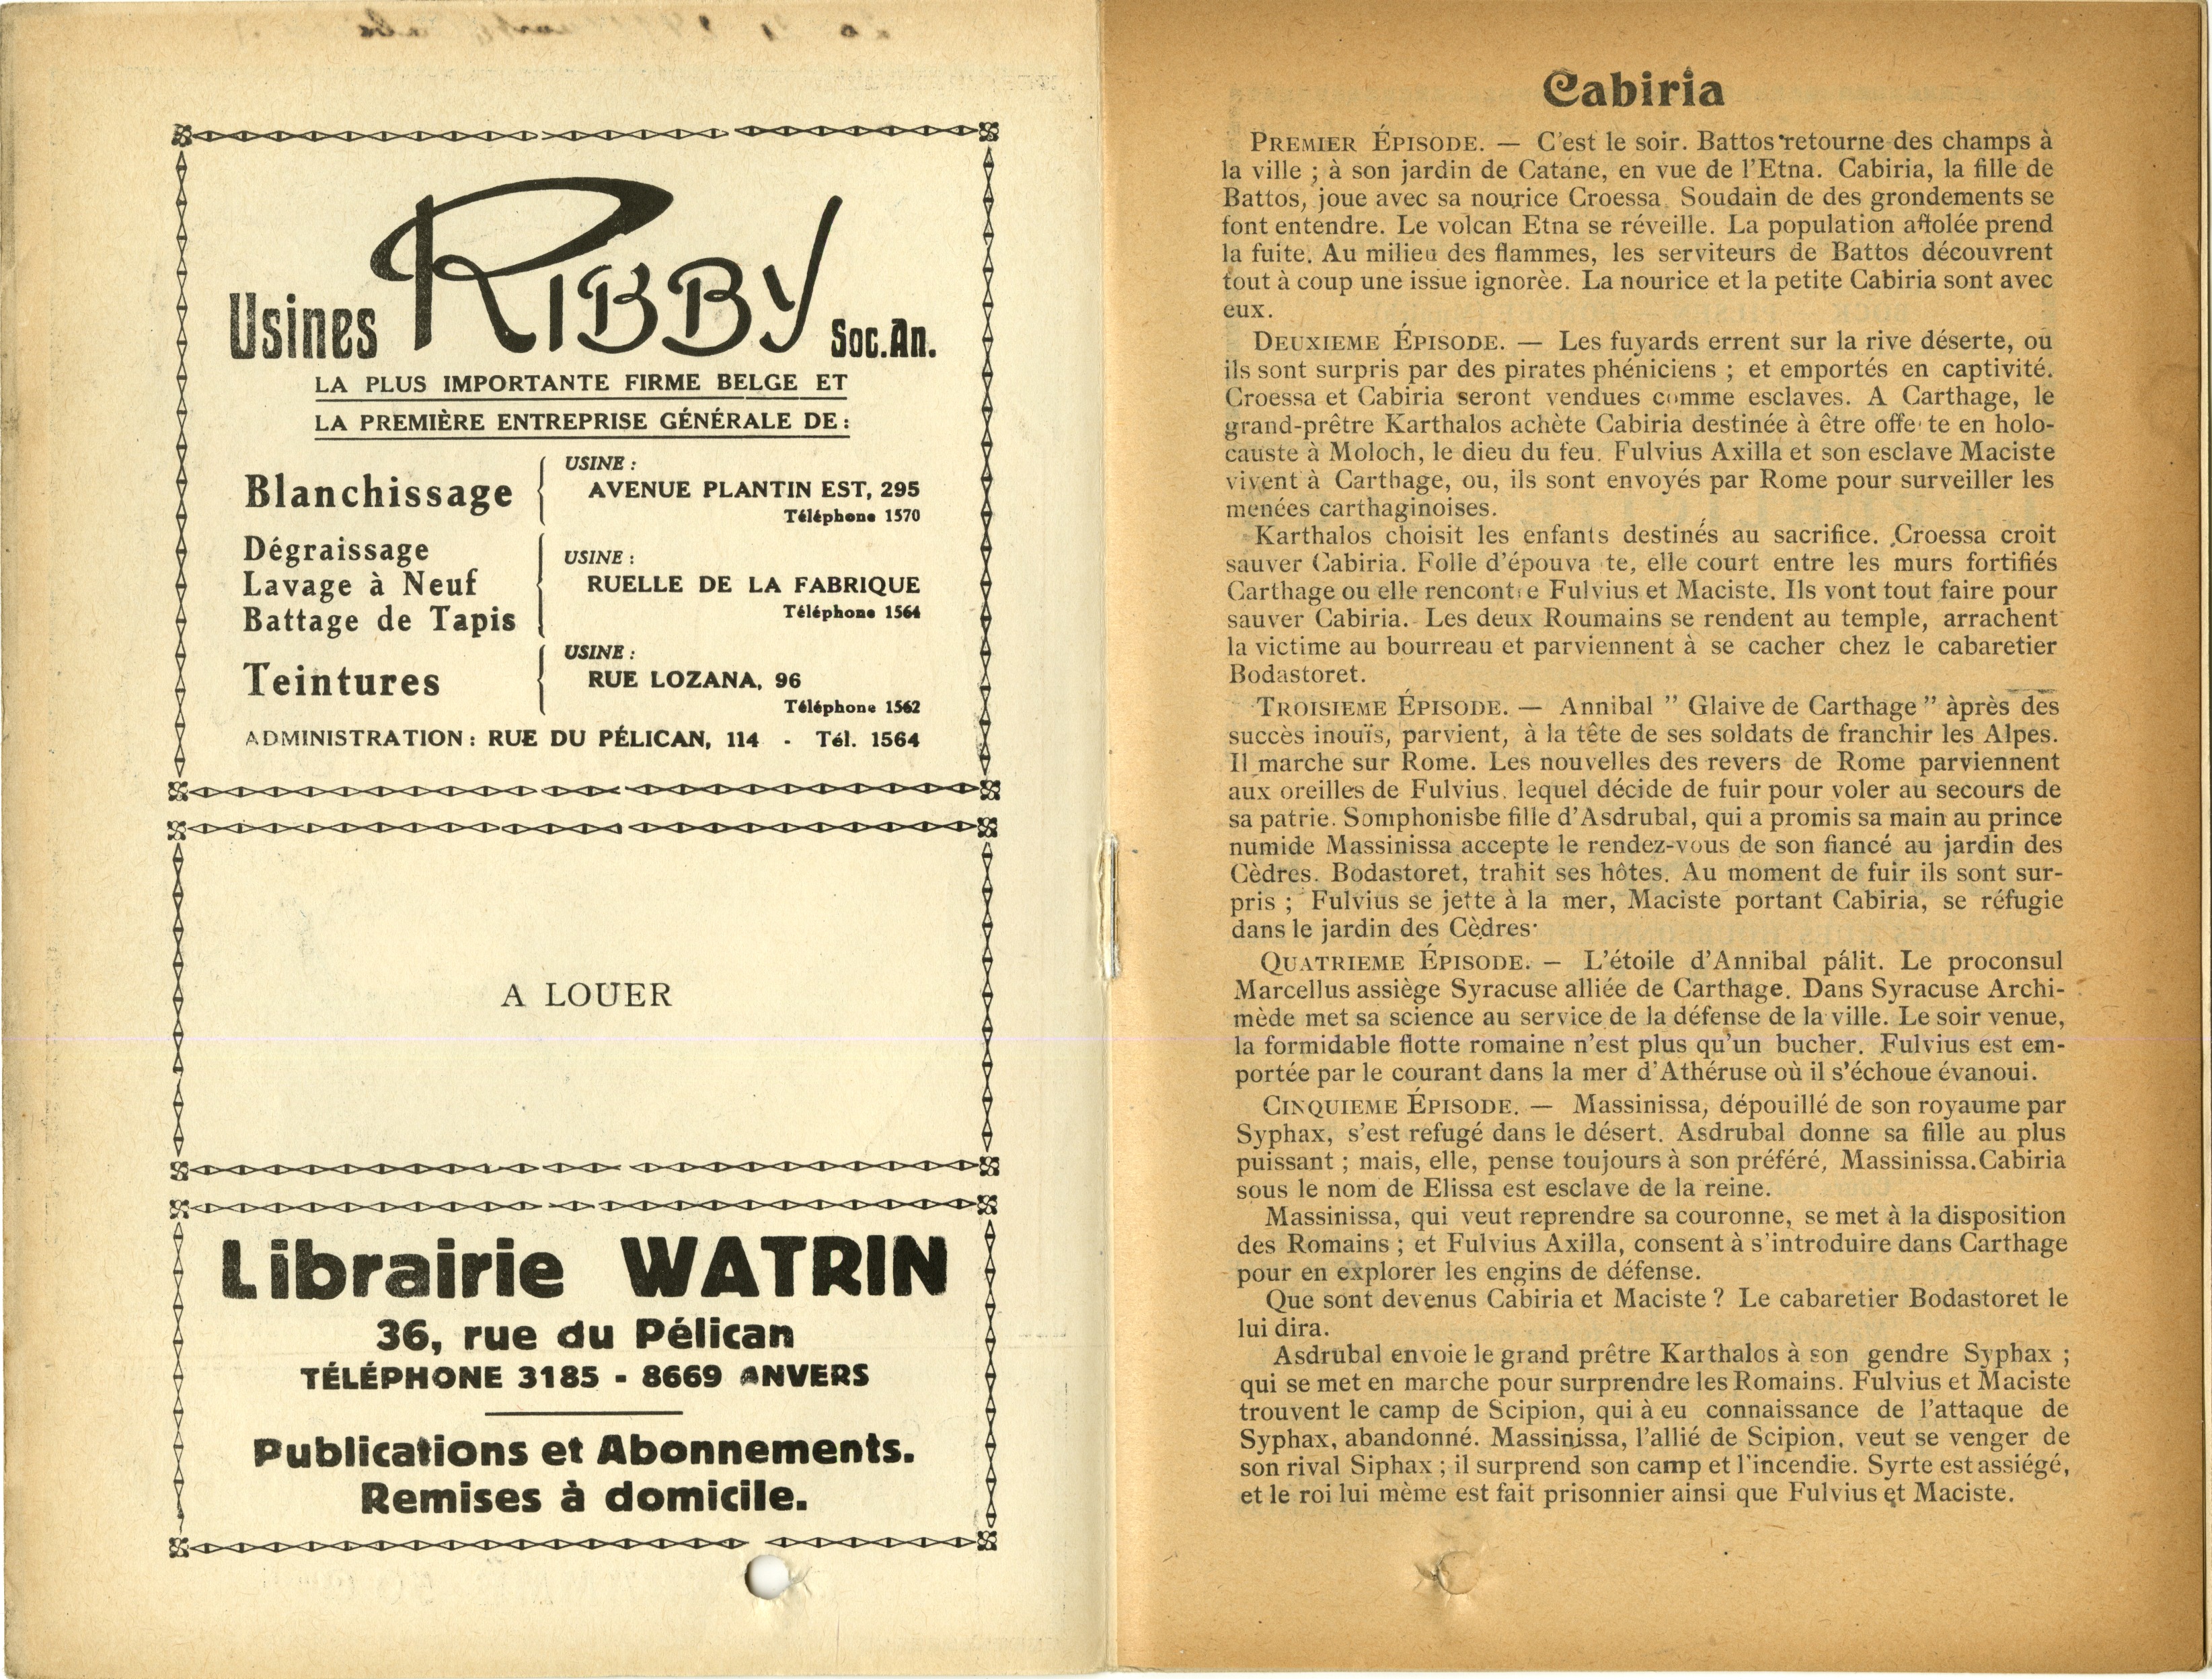 Usines RIBBY Soc.An.
LA PLUS IMPORTANTE FIRME BELGE ET
LA PREMIÈRE ENTREPRISE GÉNÉRALE DE:
Blanchissage
USINE :
AVENUE PLANTIN EST, 295
Téléphone 1570
Dégraissage
Lavage à Neuf
Battage de Tapis
USINE :
RUELLE DE LA FABRIQUE
Téléphone 1564
Teintures
USINE :
RUE LOZANA, 96
Téléphone 1562
ADMINISTRATION : RUE DU PÉLICAN, 114 - Tél. 1564
A LOUER
Librairie WATRIN
36, rue du Pélican
TÉLÉPHONE 3185 - 8669 ANVERS
Publications et Abonnements.
Remises à domicile.
Cabiria
PREMIER ÉPISODE. — C'est le soir. Battos retourne des champs à
la ville ; à son jardin de Catane, en vue de l'Etna. Cabiria, la fille de
Battos, joue avec sa nourice Croessa. Soudain de des grondements se
font entendre. Le volcan Etna se réveille. La population affolée prend
la fuite. Au milieu des flammes, les serviteurs de Battos découvrent
tout à coup une issue ignorèe. La nourice et la petite Cabiria sont avec
eux.
DEUXIEME ÉPISODE. — Les fuyards errent sur la rive déserte, ou
ils sont surpris par des pirates phéniciens ; et emportés en captivité.
Croessa et Cabiria seront vendues comme esclaves. A Carthage, le
grand-prêtre Karthalos achète Cabiria destinée à être offe te en holo-
causte à Moloch, le dieu du feu. Fulvius Axilla et son esclave Maciste
vivent à Carthage, ou, ils sont envoyés par Rome pour surveiller les
menées carthaginoises.
Karthalos choisit les enfants destinés au sacrifice. Croessa croit
sauver Cabiria. Folle d'épouva te, elle court entre les murs fortifiés
Carthage ou elle rencontre Fulvius et Maciste. Ils vont tout faire pour
sauver Cabiria. Les deux Roumains se rendent au temple, arrachent
la victime au bourreau et parviennent à se cacher chez le cabaretier
Bodastoret.
TROISIEME ÉPISODE. — Annibal " Glaive de Carthage " àprès des
succès inouïs, parvient, à la tête de ses soldats de franchir les Alpes.
Il marche sur Rome. Les nouvelles des revers de Rome parviennent
aux oreilles de Fulvius. lequel décide de fuir pour voler au secours de
sa patrie. Somphonisbe fille d'Asdrubal, qui a promis sa main au prince
numide Massinissa accepte le rendez-vous de son fiancé au jardin des
Cèdres. Bodastoret, trahit ses hôtes. Au moment de fuir ils sont sur-
pris ; Fulvius se jette à la mer, Maciste portant Cabiria, se réfugie
dans le jardin des Cèdres.
QUATRIEME ÉPISODE. — L'étoile d'Annibal pálit. Le proconsul
Marcellus assiège Syracuse alliée de Carthage. Dans Syracuse Archi-
mède met sa science au service de la défense de la ville. Le soir venue,
la formidable flotte romaine n'est plus qu'un bucher. Fulvius est em-
portée par le courant dans la mer d'Athéruse où il s'échoue évanoui.
CINQUIEME ÉPISODE. — Massinissa, dépouillé de son royaume par
Syphax, s'est refugé dans le désert. Asdrubal donne sa fille au plus
puissant ; mais, elle, pense toujours à son préféré, Massinissa. Cabiria
sous le nom de Elissa est esclave de la reine.
Massinissa, qui veut reprendre sa couronne, se met à la disposition
des Romains ; et Fulvius Axilla, consent à s'introduire dans Carthage
pour en explorer les engins de défense.
Que sont devenus Cabiria et Maciste ? Le cabaretier Bodastoret le
lui dira.
Asdrubal envoie le grand prêtre Karthalos à son gendre Syphax ;
qui se met en marche pour surprendre les Romains. Fulvius et Maciste
trouvent le camp de Scipion, qui à eu connaissance de l'attaque de
Syphax, abandonné. Massinissa, l'allié de Scipion, veut se venger de
son rival Siphax ; il surprend son camp et l'incendie. Syrte est assiégé,
et le roi lui mème est fait prisonnier ainsi que Fulvius et Maciste.